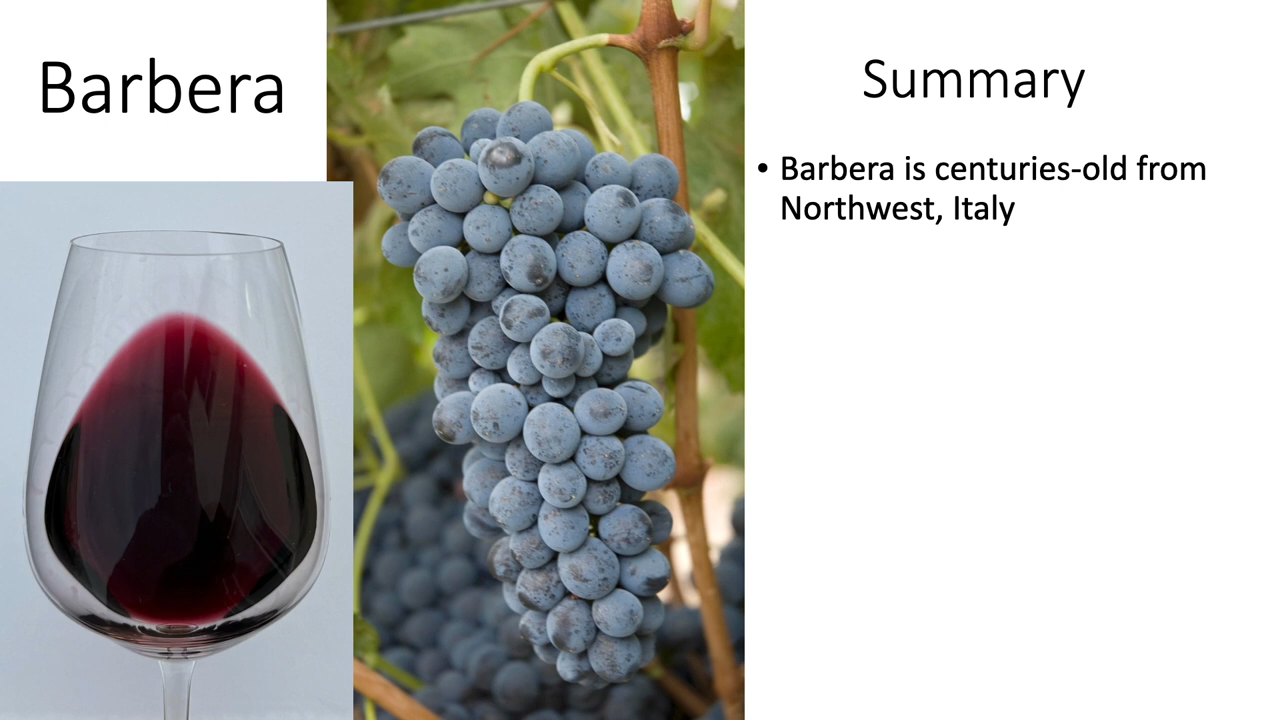 Barbera
Summary
• Barbera is centuries-old from
Northwest, Italy